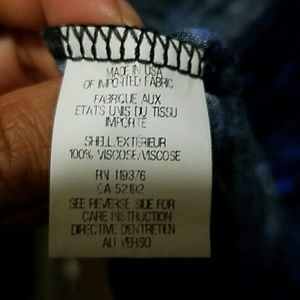 MADE IN USA
OF IMPORTED FABRIC
FABRIQUE AUX
ETATS UNIS DU TISSU
IMPORTE
SHELL/EXTERIEUR
100% VISCOSE/VISCOSE
RN 119376
CA 52192
SEE REVERSE SIDE FOR
CARE INSTRUCTION
DIRECTIVE D'ENTRETIEN
AU VERSO